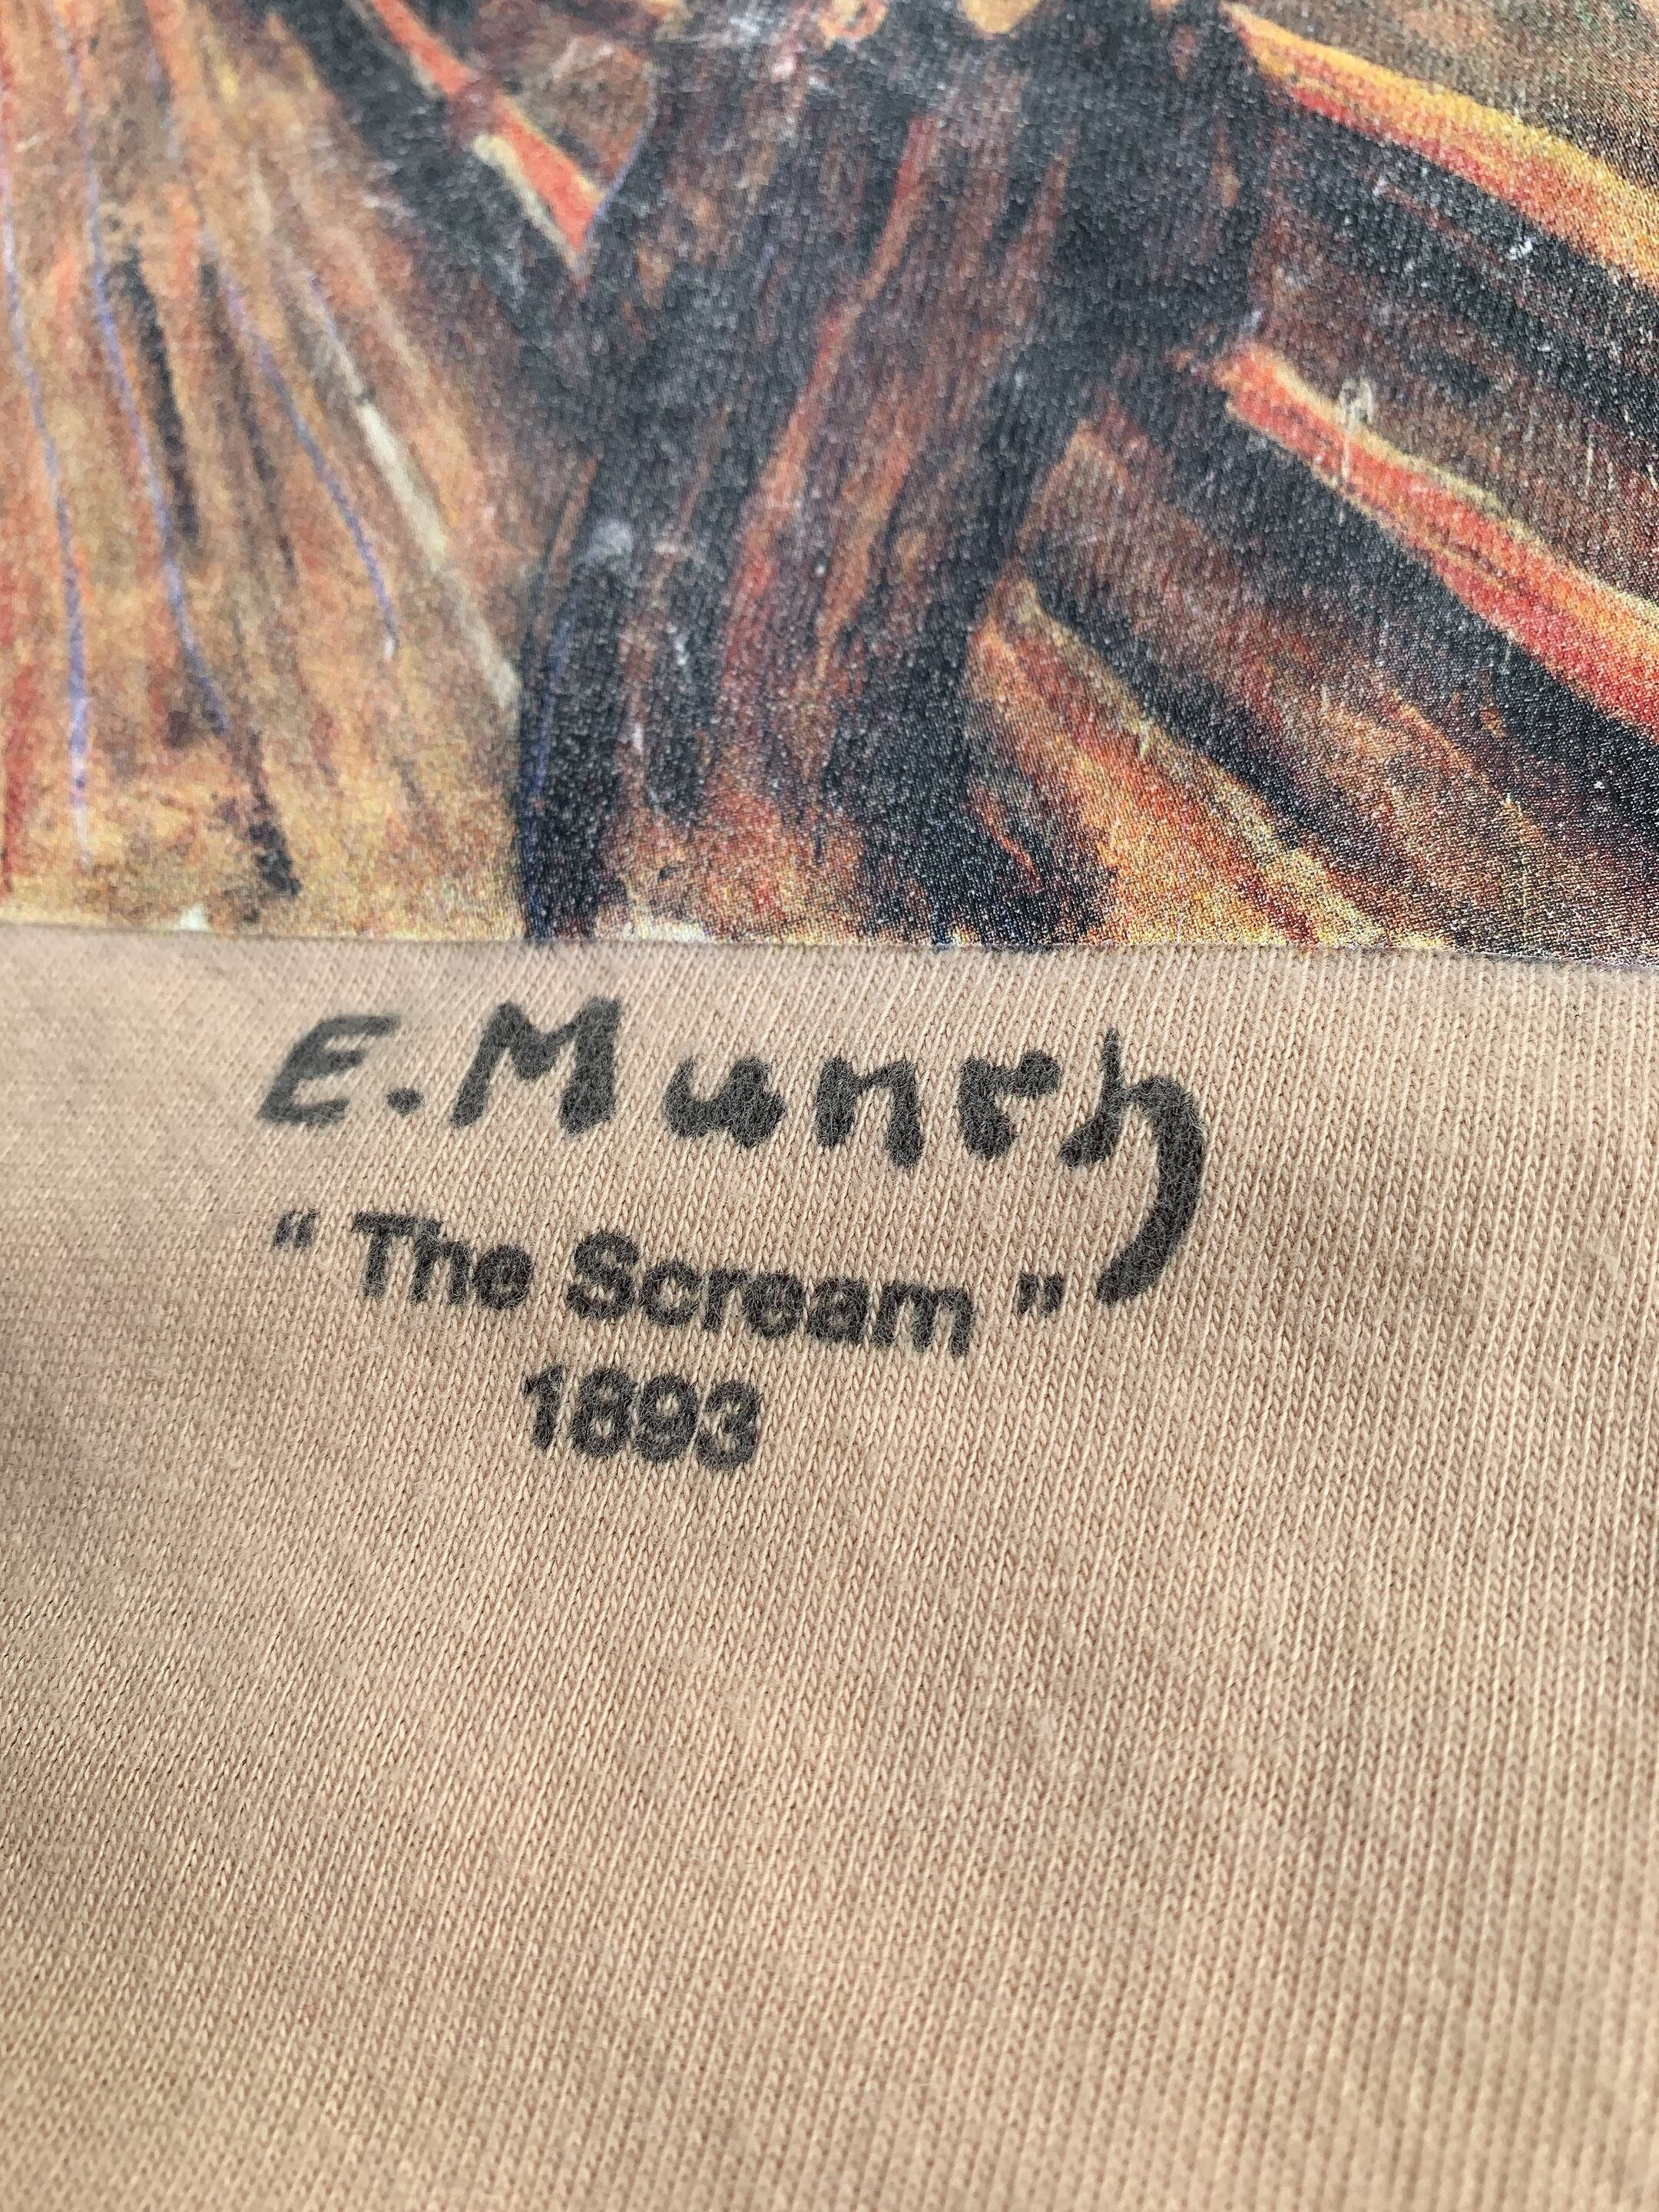 E. Munch
“ The Scream ”
1893